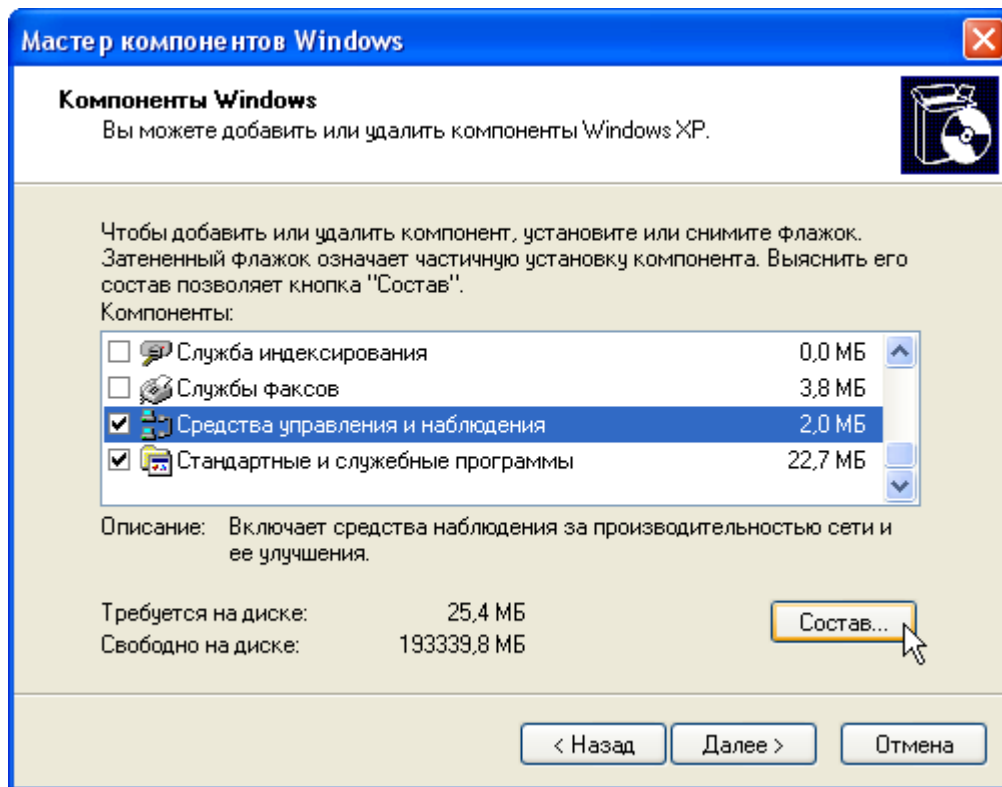 Мастер компонентов Windows
Компоненты Windows
Вы можете добавить или удалить компоненты Windows XP.
Чтобы добавить или удалить компонент, установите или снимите флажок.
Затененный флажок означает частичную установку компонента. Выяснить его
состав позволяет кнопка "Состав".
Компоненты:
Служба индексирования 0,0 МБ
Службы факсов 3,8 МБ
Средства управления и наблюдения 2,0 МБ
Стандартные и служебные программы 22,7 МБ
Описание: Включает средства наблюдения за производительностью сети и
ее улучшения.
Требуется на диске: 25,4 МБ
Свободно на диске: 193339,8 МБ
Состав...
< Назад Далее > Отмена